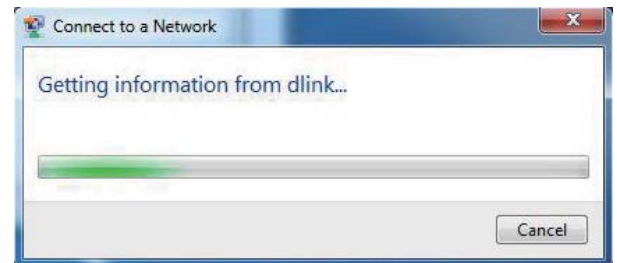 Connect to a Network
Getting information from dlink...
Cancel